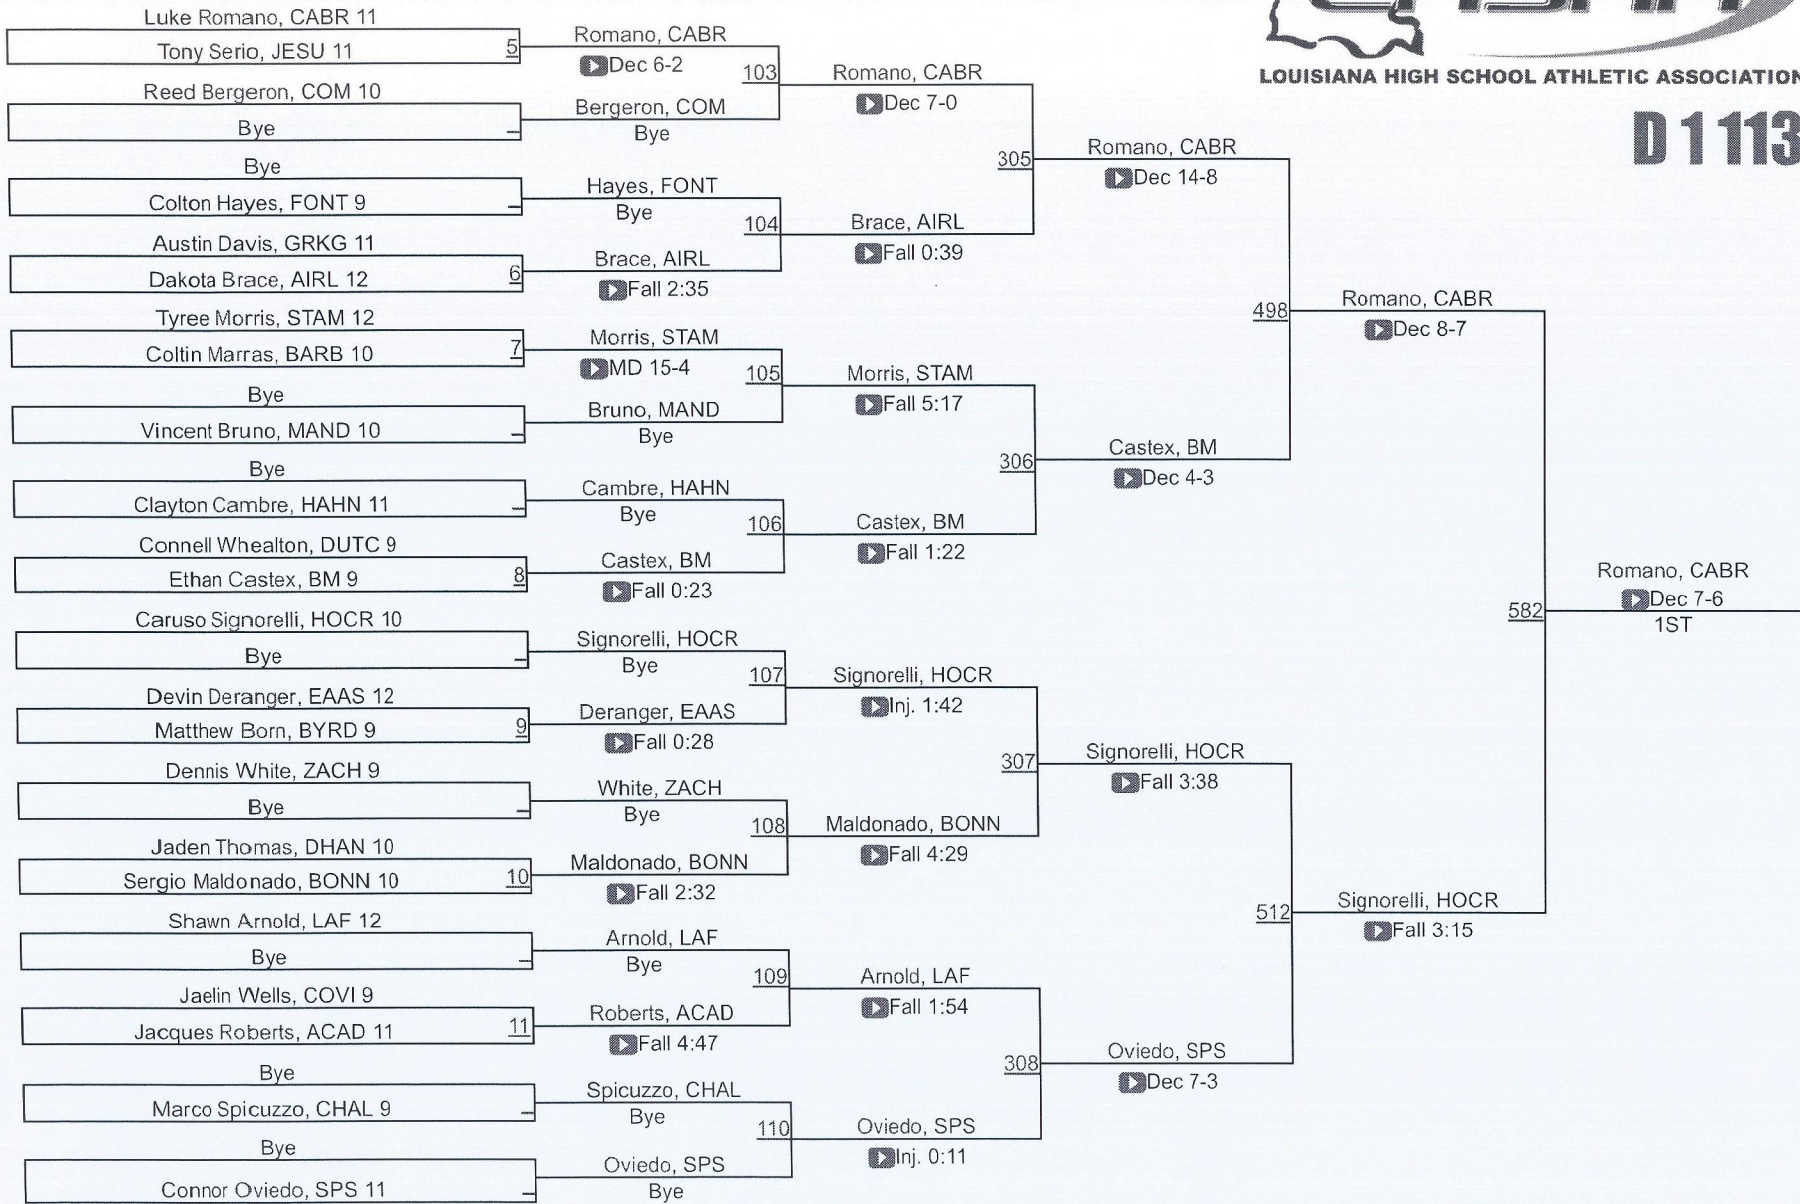 LOUISIANA HIGH SCHOOL ATHLETIC ASSOCIATION
D 1 113
Luke Romano, CABR 11
Tony Serio, JESU 11
5
Reed Bergeron, COM 10
Bye
Bye
Colton Hayes, FONT 9
Austin Davis, GRKG 11
Dakota Brace, AIRL 12
6
Tyree Morris, STAM 12
Coltin Marras, BARB 10
7
Bye
Vincent Bruno, MAND 10
Bye
Clayton Cambre, HAHN 11
Connell Whealton, DUTC 9
Ethan Castex, BM 9
8
Caruso Signorelli, HOCR 10
Bye
Devin Deranger, EAAS 12
Matthew Born, BYRD 9
9
Dennis White, ZACH 9
Bye
Jaden Thomas, DHAN 10
Sergio Maldonado, BONN 10
10
Shawn Arnold, LAF 12
Bye
Jaelin Wells, COVI 9
Jacques Roberts, ACAD 11
11
Bye
Marco Spicuzzo, CHAL 9
Bye
Connor Oviedo, SPS 11
Romano, CABR
Dec 6-2
103
Bergeron, COM
Bye
Hayes, FONT
Bye
104
Brace, AIRL
Fall 2:35
Morris, STAM
MD 15-4
105
Bruno, MAND
Bye
Cambre, HAHN
Bye
106
Castex, BM
Fall 0:23
Signorelli, HOCR
Bye
107
Deranger, EAAS
Fall 0:28
White, ZACH
Bye
108
Maldonado, BONN
Fall 2:32
Arnold, LAF
Bye
109
Roberts, ACAD
Fall 4:47
Spicuzzo, CHAL
Bye
110
Oviedo, SPS
Bye
Romano, CABR
Dec 7-0
305
Brace, AIRL
Fall 0:39
Morris, STAM
Fall 5:17
306
Castex, BM
Fall 1:22
Signorelli, HOCR
Inj. 1:42
307
Maldonado, BONN
Fall 4:29
Arnold, LAF
Fall 1:54
308
Oviedo, SPS
Inj. 0:11
Romano, CABR
Dec 14-8
498
Castex, BM
Dec 4-3
Signorelli, HOCR
Fall 3:38
512
Oviedo, SPS
Dec 7-3
Romano, CABR
Dec 8-7
582
Signorelli, HOCR
Fall 3:15
Romano, CABR
Dec 7-6
1ST